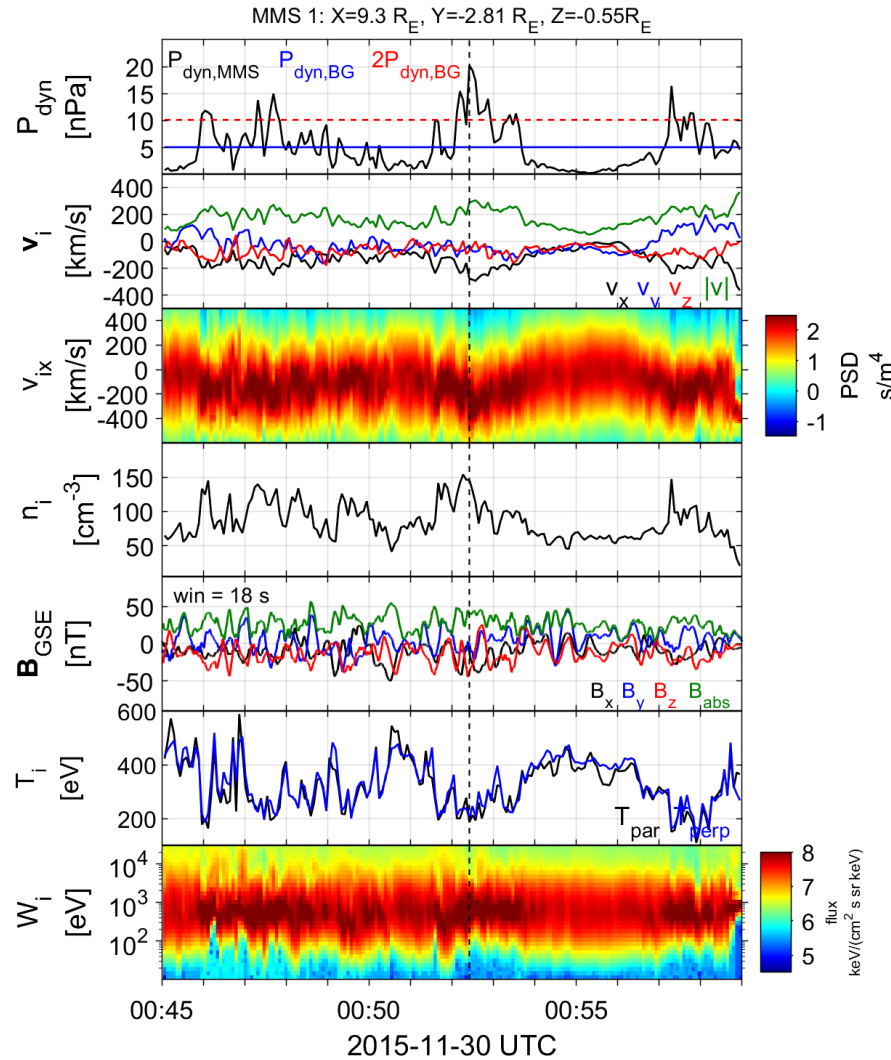 MMS 1: X=9.3 R_E, Y=-2.81 R_E, Z=-0.55R_E
P_dyn,MMS P_dyn,BG 2P_dyn,BG
P_dyn
[nPa]
20
15
10
5
v_i
[km/s]
400
200
0
-200
-400
v_x v_y v_z |v|
v_ix
[km/s]
400
200
0
-200
-400
2
1
0
-1
PSD
s/m^4
n_i
[cm^-3]
150
100
50
B_GSE
[nT]
50
0
-50
win = 18 s
B_x B_y B_z B_abs
T_i
[eV]
600
400
200
T_par T_perp
W_i
[eV]
10^4
10^3
10^2
8
7
6
5
flux
keV/(cm^2 s sr keV)
00:45 00:50 00:55
2015-11-30 UTC